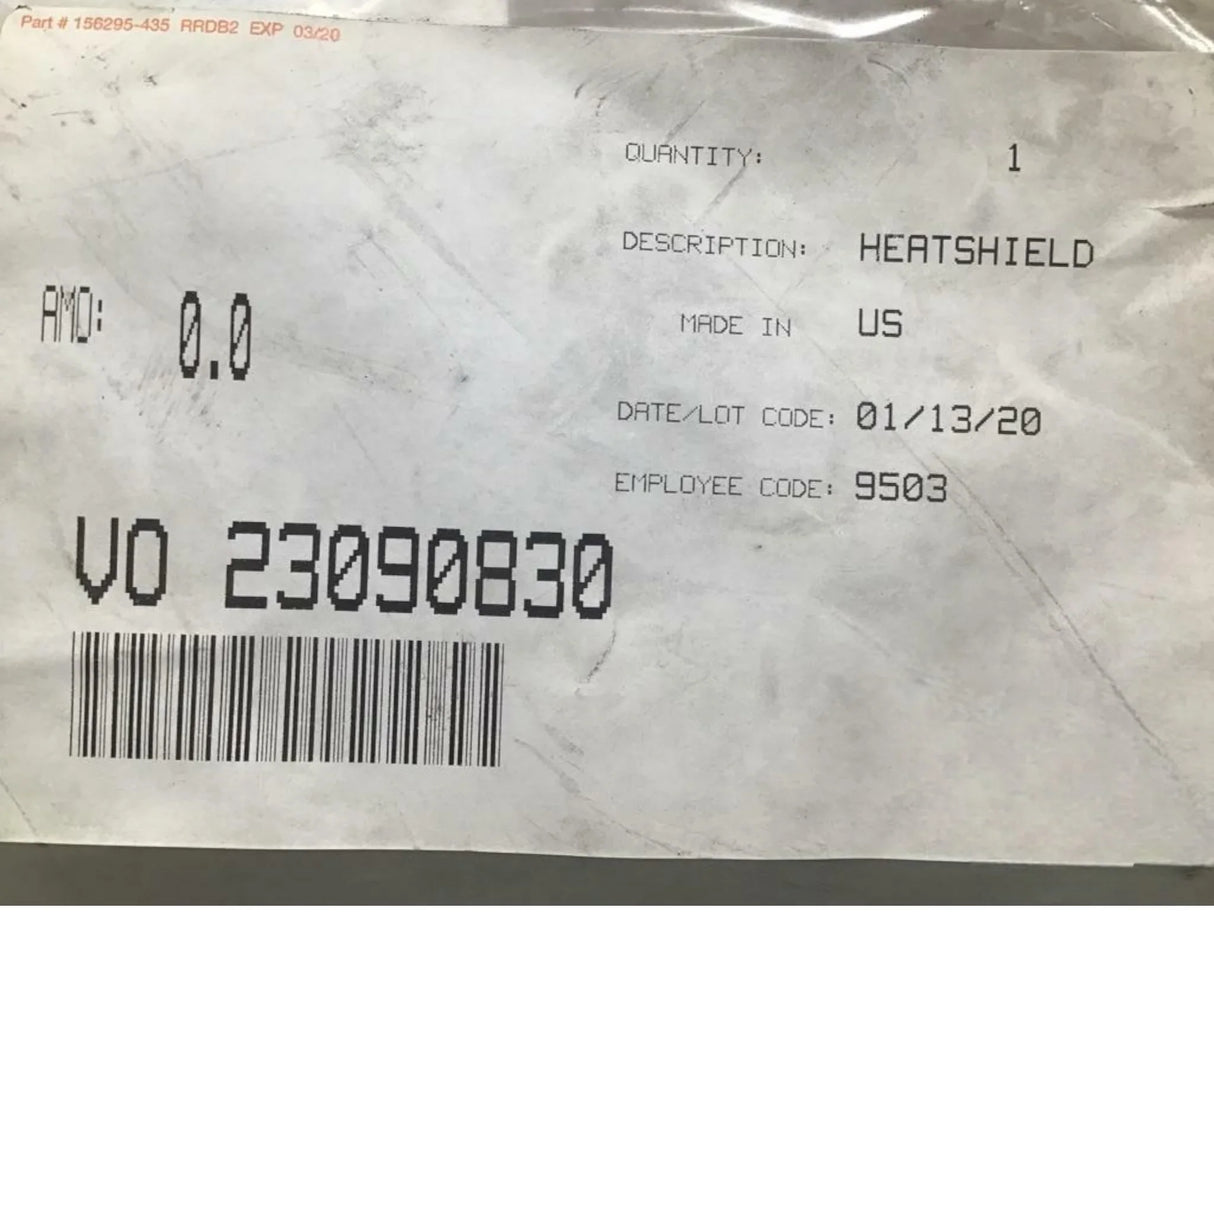 Part # 156295-435 RRDB2 EXP 03/20
QUANTITY: 1
DESCRIPTION: HEATSHIELD
AMD: 0.0
MADE IN US
DATE/LOT CODE: 01/13/20
EMPLOYEE CODE: 9503
VO 23090830